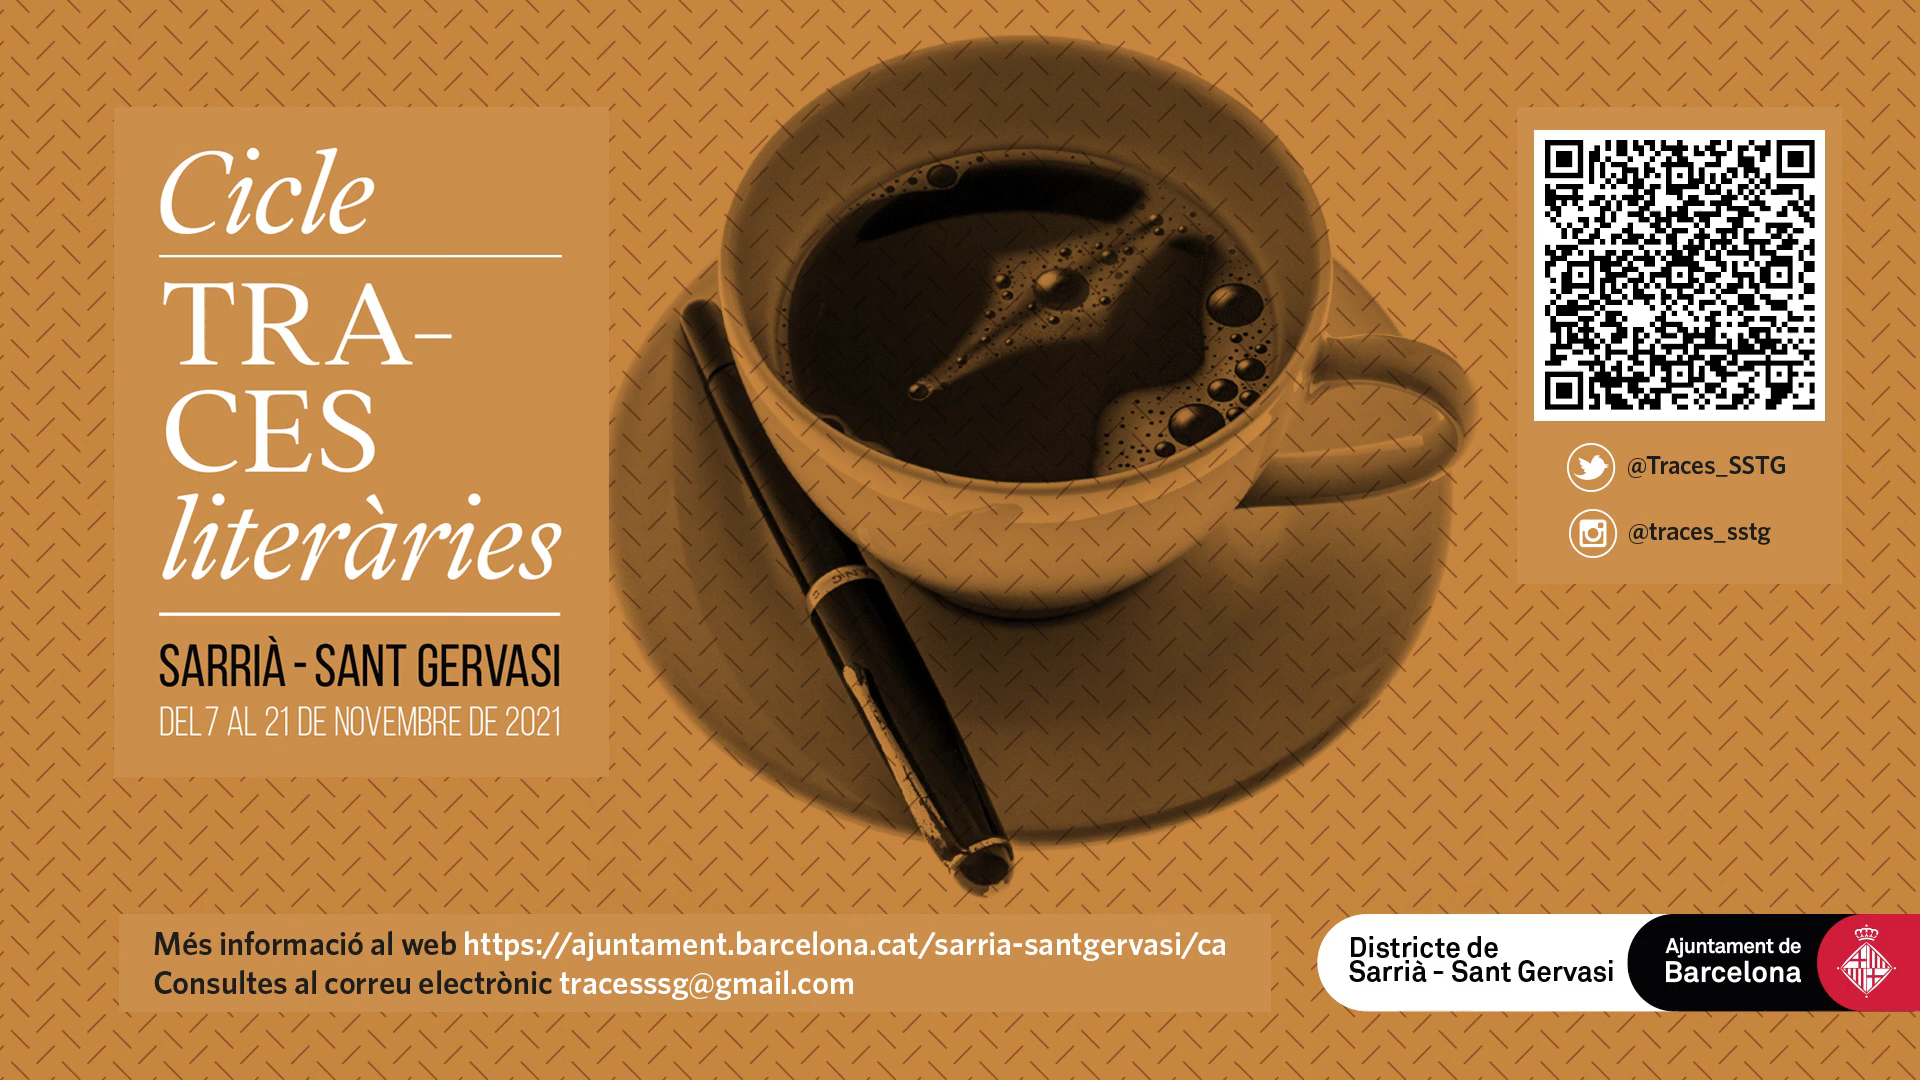 Cicle
TRA-
CES
literàries
SARRIÀ - SANT GERVASI
DEL 7 AL 21 DE NOVEMBRE DE 2021
@Traces_SSTG
@traces_sstg
Més informació al web https://ajuntament.barcelona.cat/sarria-santgervasi/ca
Consultes al correu electrònic tracesssg@gmail.com
Districte de
Sarrià - Sant Gervasi
Ajuntament de
Barcelona